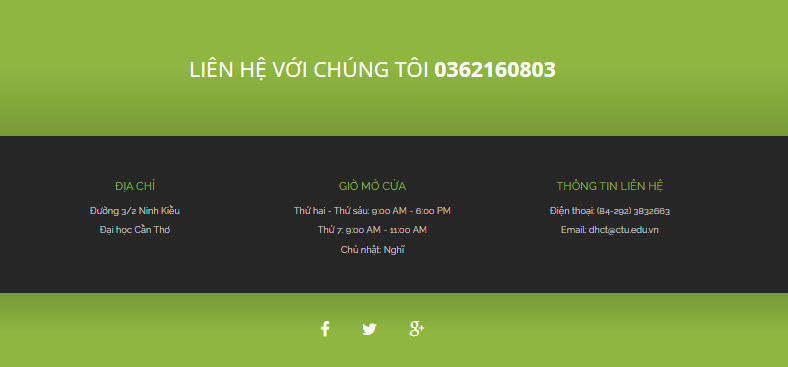 LIÊN HỆ VỚI CHÚNG TÔI 0362160803
ĐỊA CHỈ
Đường 3/2 Ninh Kiều
Đại học Cần Thơ
GIỜ MỞ CỬA
Thứ hai - Thứ sáu: 9:00 AM - 6:00 PM
Thứ 7: 9:00 AM - 11:00 AM
Chủ nhật: Nghĩ
THÔNG TIN LIÊN HỆ
Điện thoại: (84-292) 3832663
Email: dhct@ctu.edu.vn